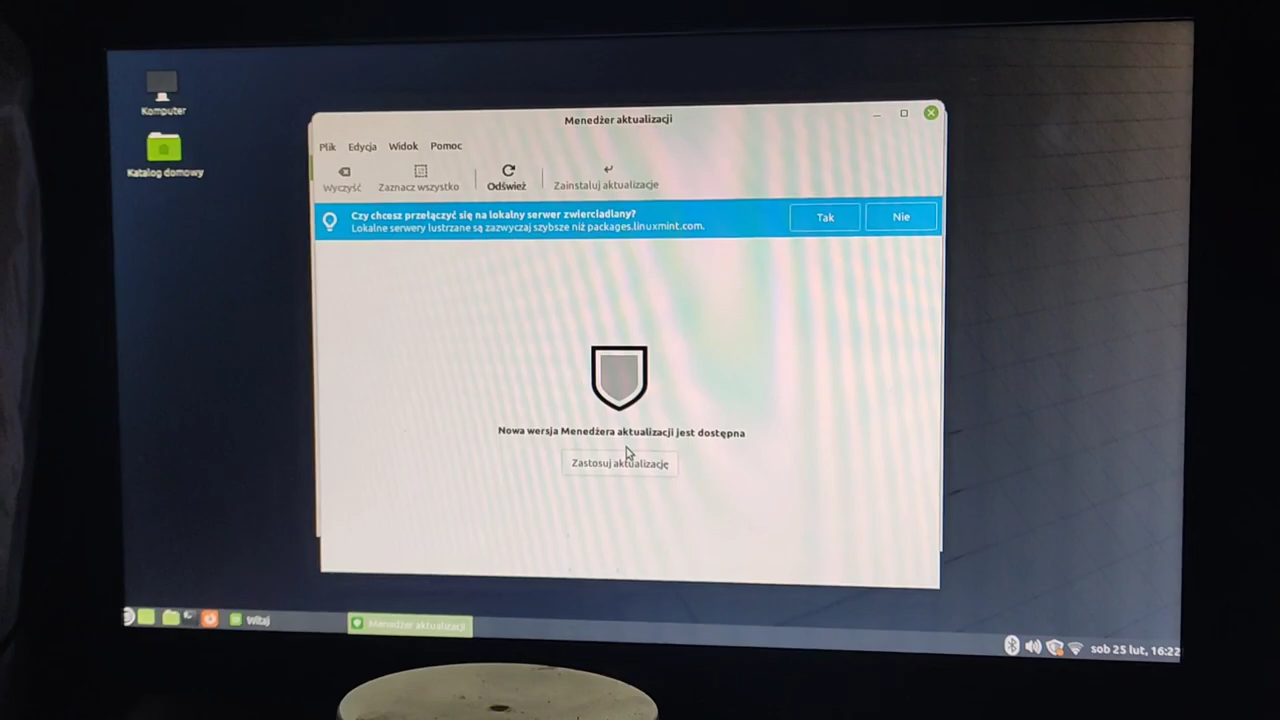 Komputer
Katalog domowy
Menedżer aktualizacji
Plik Edycja Widok Pomoc
Wyczyść Zaznacz wszystko Odśwież Zainstaluj aktualizacje
Czy chcesz przełączyć się na lokalny serwer zwierciadlany?
Lokalne serwery lustrzane są zazwyczaj szybsze niż packages.linuxmint.com.
Tak Nie
Nowa wersja Menedżera aktualizacji jest dostępna
Zastosuj aktualizację
Witaj Menedżer aktualizacji
sob 25 lut, 16:22